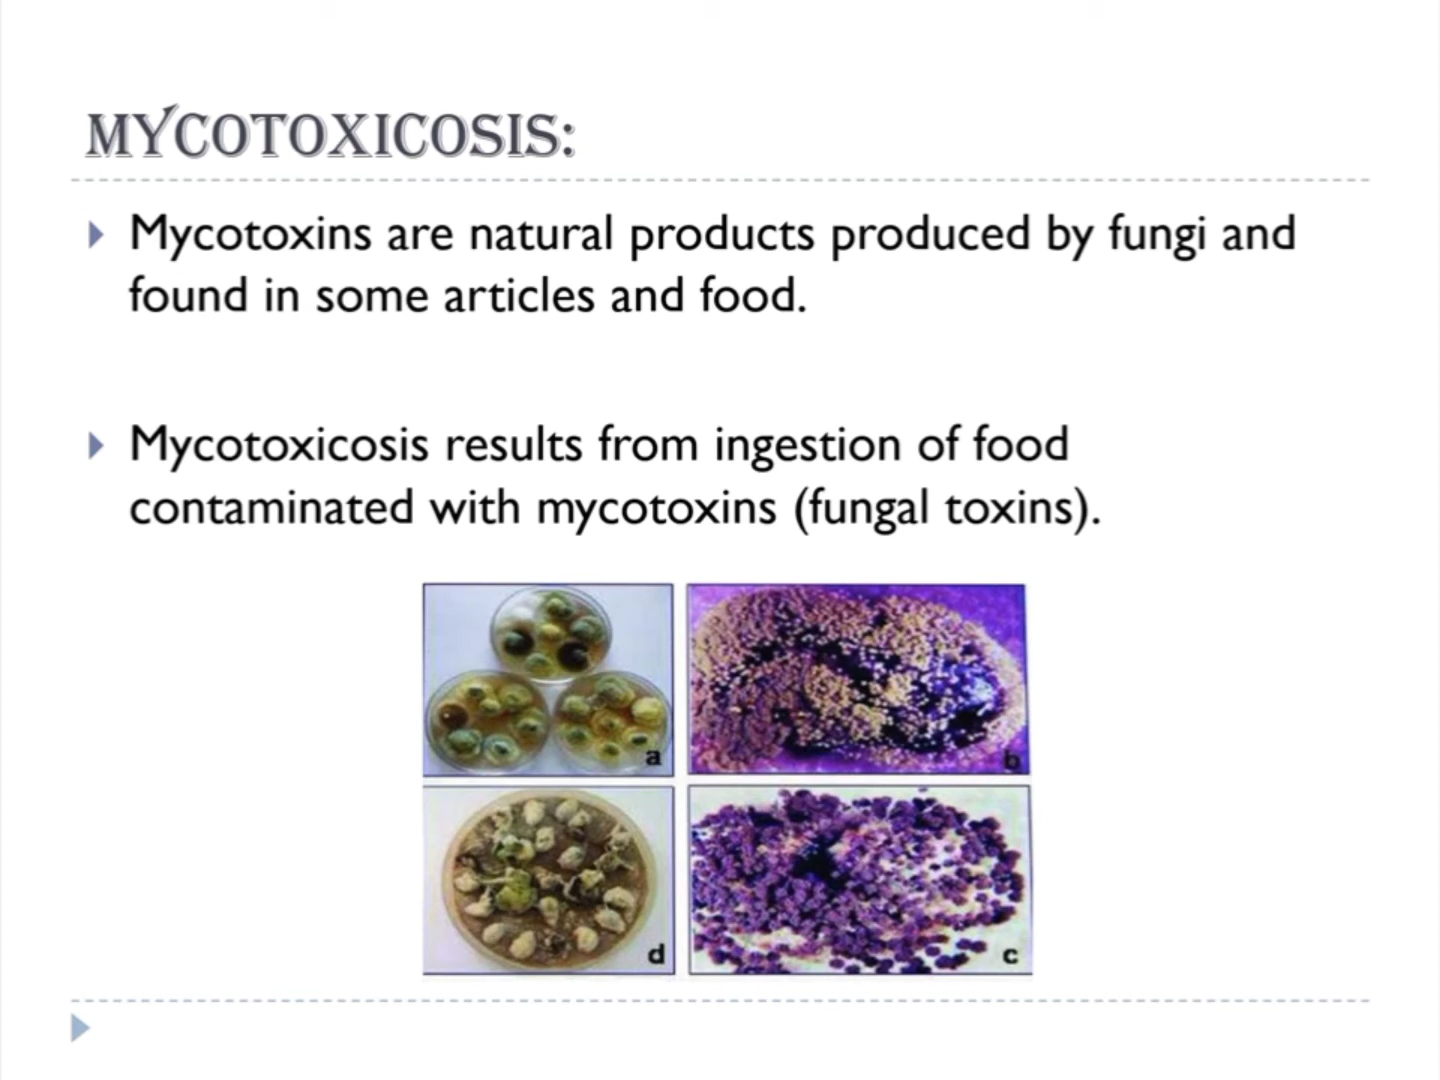 MYCOTOXICOSIS:
Mycotoxins are natural products produced by fungi and
found in some articles and food.
Mycotoxicosis results from ingestion of food
contaminated with mycotoxins (fungal toxins).
a
b
d
c